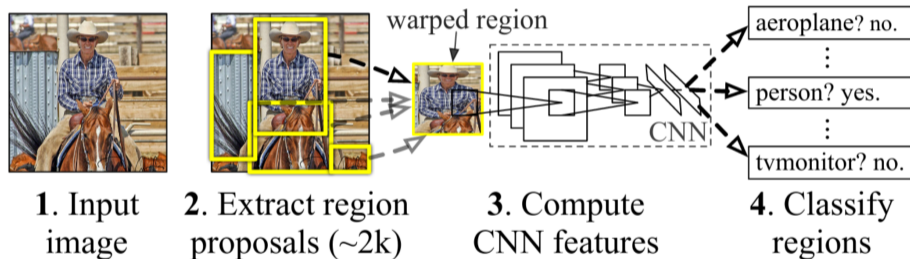 warped region
aeroplane? no.
person? yes.
CNN
tvmonitor? no.
1. Input
image
2. Extract region
proposals (~2k)
3. Compute
CNN features
4. Classify
regions